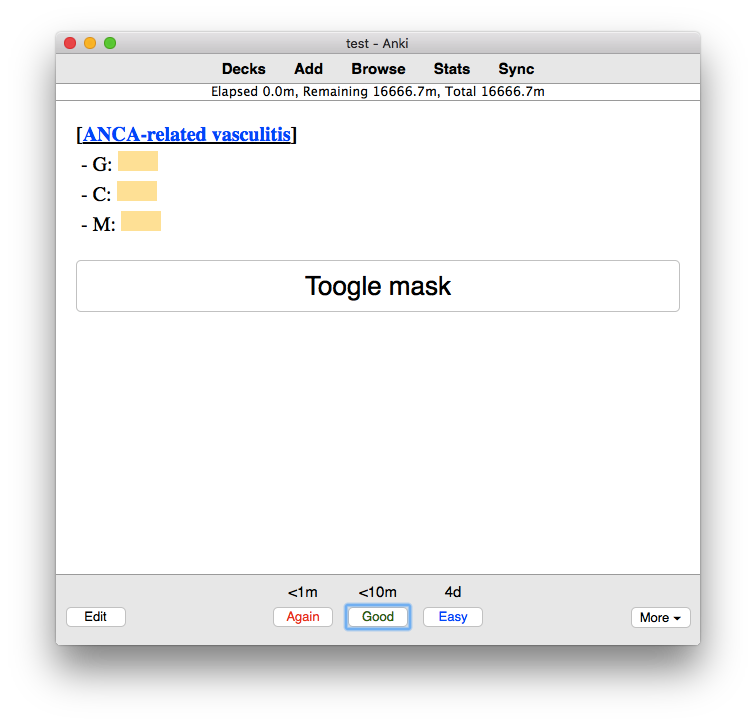 test - Anki
Decks Add Browse Stats Sync
Elapsed 0.0m, Remaining 16666.7m, Total 16666.7m
[ANCA-related vasculitis]
- G:
- C:
- M:
Toogle mask
<1m <10m 4d
Edit Again Good Easy More